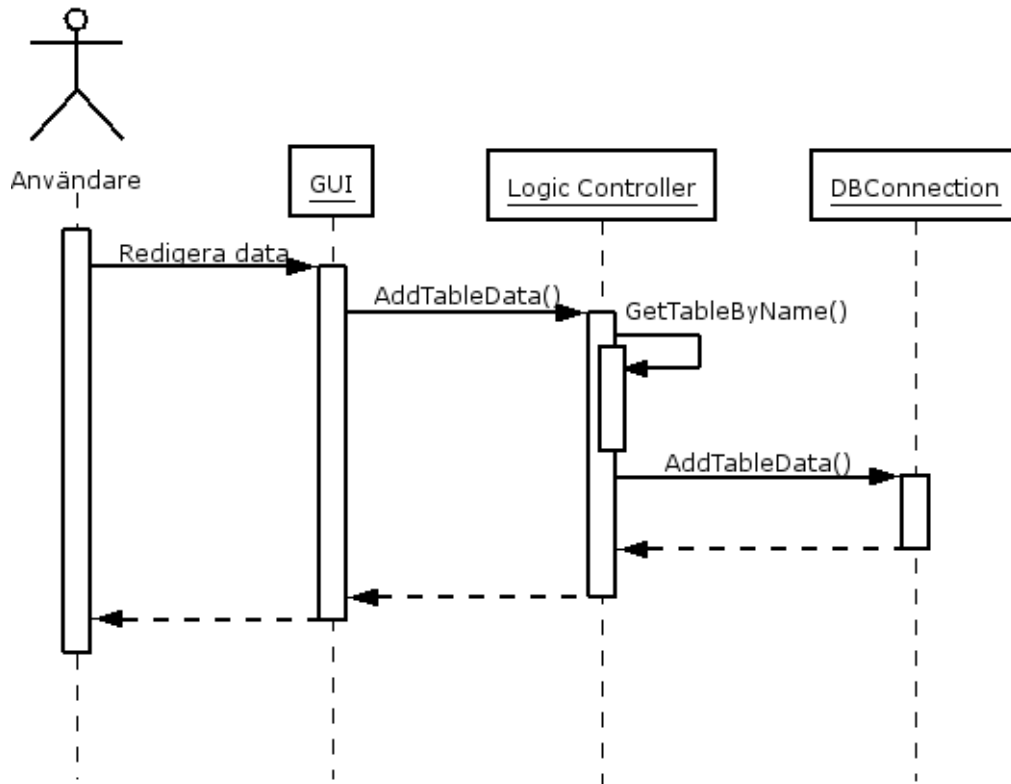 Användare
GUI
Logic Controller
DBConnection
Redigera data
AddTableData()
GetTableByName()
AddTableData()